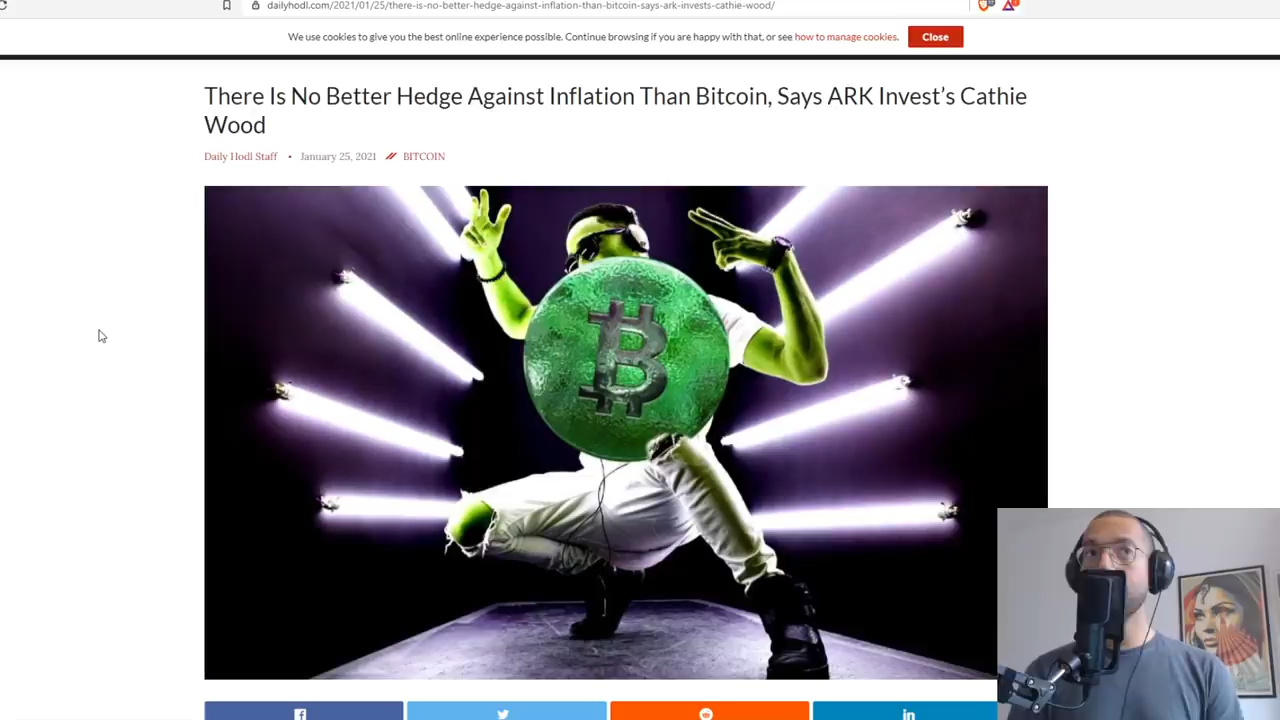 dailyhodl.com/2021/01/25/there-is-no-better-hedge-against-inflation-than-bitcoin-says-ark-invests-cathie-wood/
We use cookies to give you the best online experience possible. Continue browsing if you are happy with that, or see how to manage cookies. Close
There Is No Better Hedge Against Inflation Than Bitcoin, Says ARK Invest's Cathie
Wood
Daily Hodl Staff • January 25, 2021 // BITCOIN